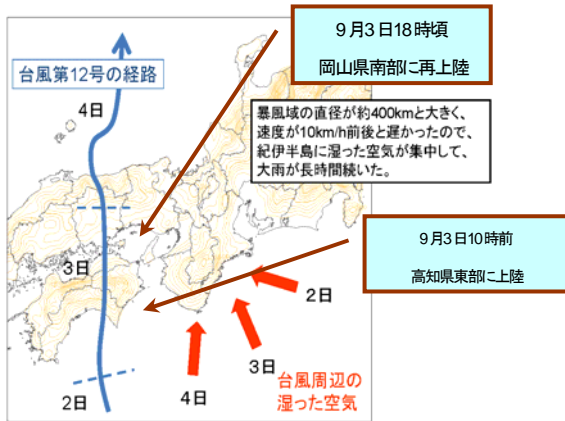 9月3日18時頃
岡山県南部に再上陸
台風第12号の経路
4日
暴風域の直径が約400kmと大きく、
速度が10km/h前後と遅かったので、
紀伊半島に湿った空気が集中して、
大雨が長時間続いた。
9月3日10時前
高知県東部に上陸
3日
2日
3日
4日
2日
台風周辺の
湿った空気